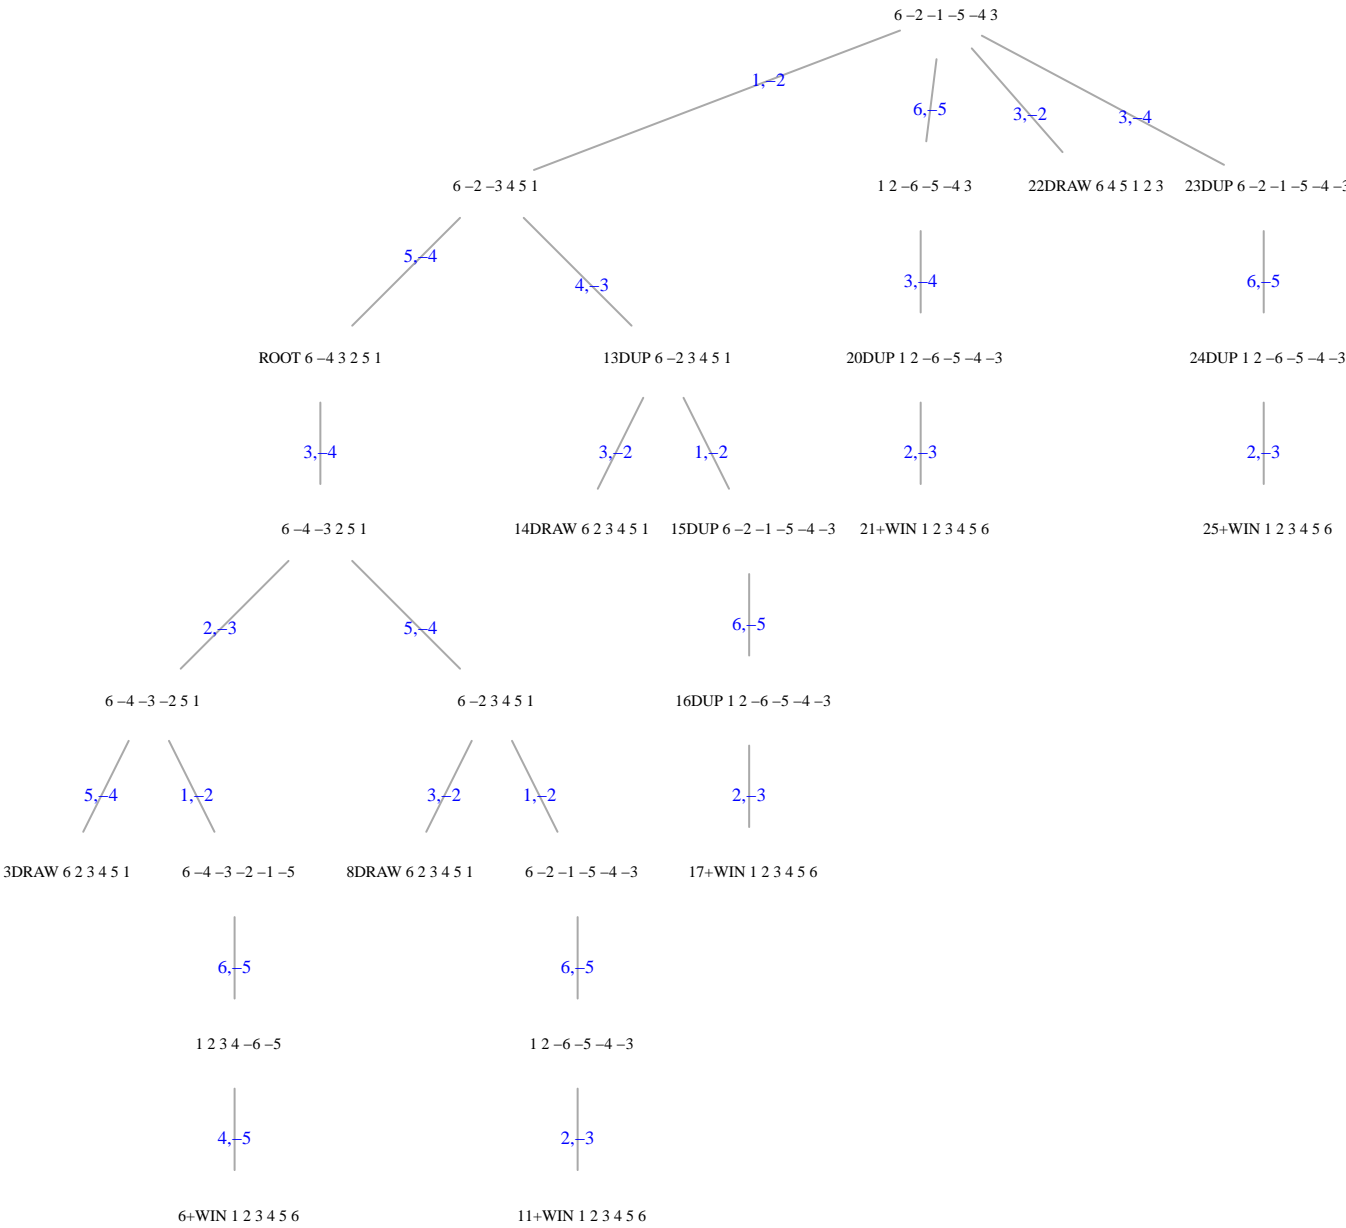 6 –2 –1 –5 –4 3
1,–2
6,–5
3,–2
3,–4
6 –2 –3 4 5 1
1 2 –6 –5 –4 3
22DRAW 6 4 5 1 2 3
23DUP 6 –2 –1 –5 –4 –3
5,–4
4,–3
3,–4
6,–5
ROOT 6 –4 3 2 5 1
13DUP 6 –2 3 4 5 1
20DUP 1 2 –6 –5 –4 –3
24DUP 1 2 –6 –5 –4 –3
3,–4
3,–2
1,–2
2,–3
2,–3
6 –4 –3 2 5 1
14DRAW 6 2 3 4 5 1
15DUP 6 –2 –1 –5 –4 –3
21+WIN 1 2 3 4 5 6
25+WIN 1 2 3 4 5 6
2,–3
5,–4
6,–5
6 –4 –3 –2 5 1
6 –2 3 4 5 1
16DUP 1 2 –6 –5 –4 –3
5,–4
1,–2
3,–2
1,–2
2,–3
3DRAW 6 2 3 4 5 1
6 –4 –3 –2 –1 –5
8DRAW 6 2 3 4 5 1
6 –2 –1 –5 –4 –3
17+WIN 1 2 3 4 5 6
6,–5
6,–5
1 2 3 4 –6 –5
1 2 –6 –5 –4 –3
4,–5
2,–3
6+WIN 1 2 3 4 5 6
11+WIN 1 2 3 4 5 6